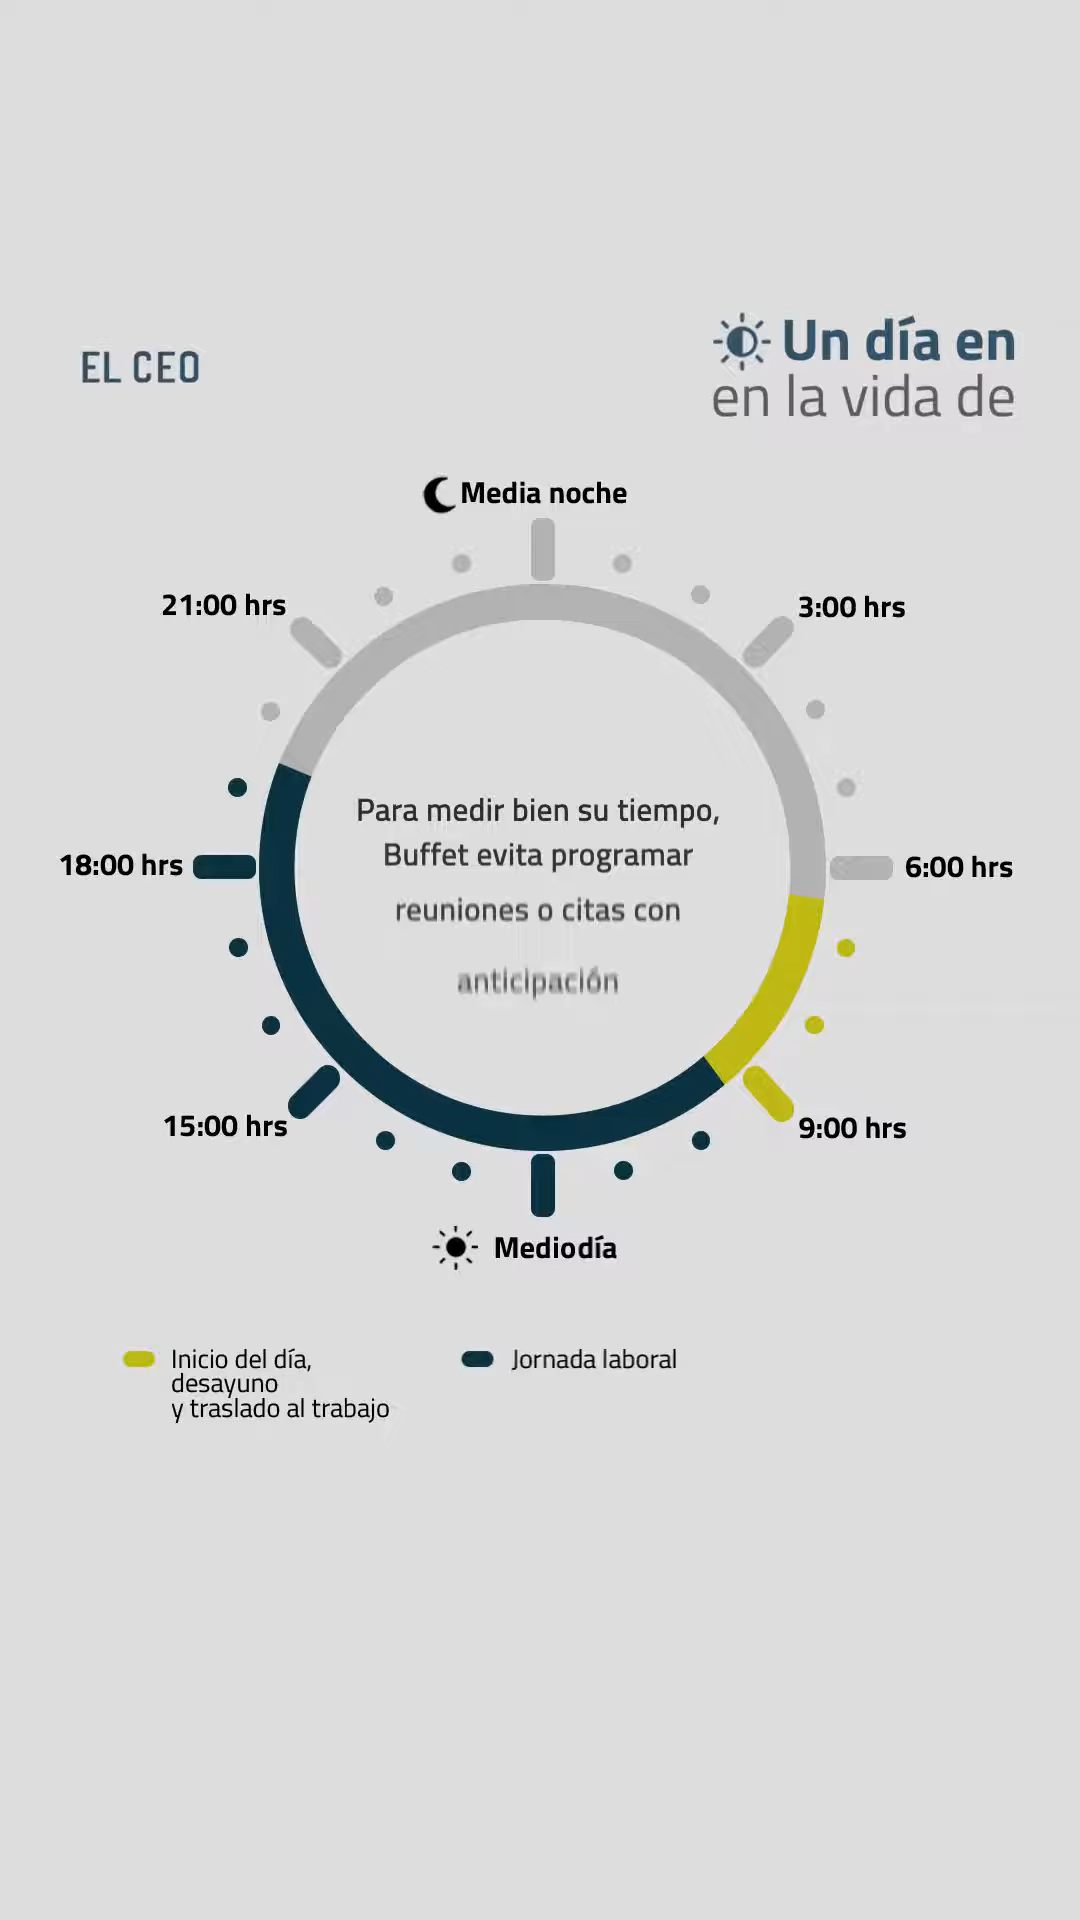 EL CEO
Un día en
en la vida de
Media noche
21:00 hrs
3:00 hrs
Para medir bien su tiempo,
Buffet evita programar
reuniones o citas con
anticipación
18:00 hrs
6:00 hrs
15:00 hrs
9:00 hrs
Mediodía
Inicio del día,
desayuno
y traslado al trabajo
Jornada laboral